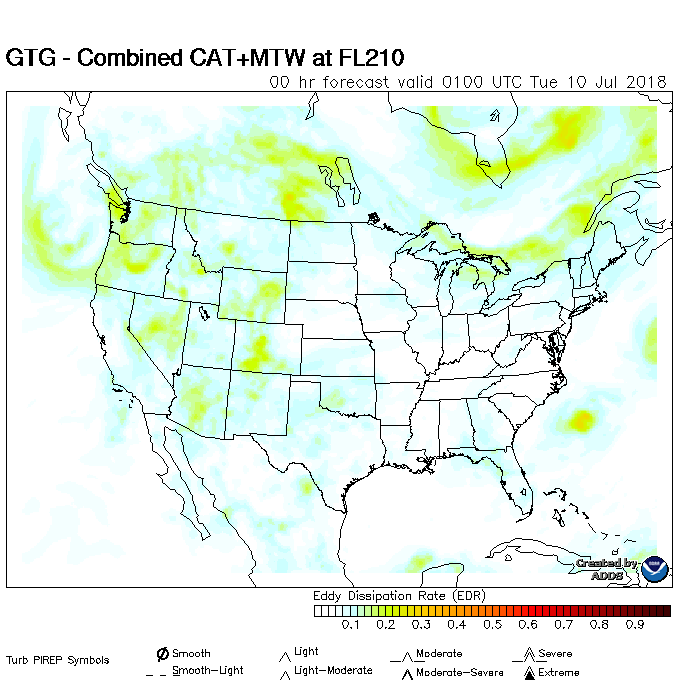 GTG - Combined CAT+MTW at FL210
00 hr forecast valid 0100 UTC Tue 10 Jul 2018
Created by
ADDS
Eddy Dissipation Rate (EDR)
0.1 0.2 0.3 0.4 0.5 0.6 0.7 0.8 0.9
Turb PIREP Symbols
Smooth Light Moderate Severe
Smooth-Light Light-Moderate Moderate-Severe Extreme